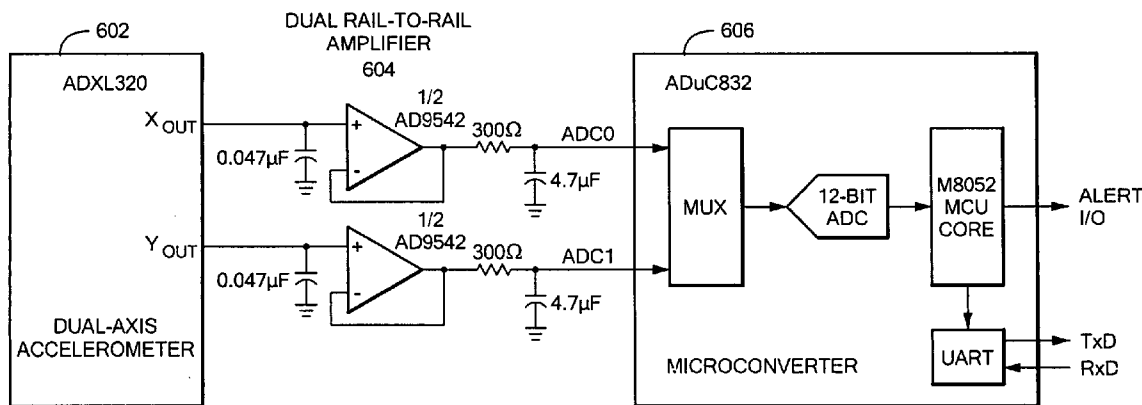 602
ADXL320
X OUT
0.047µF
Y OUT
0.047µF
DUAL-AXIS
ACCELEROMETER
DUAL RAIL-TO-RAIL
AMPLIFIER
604
1/2
AD9542
+
-
300Ω
4.7µF
ADC0
1/2
AD9542
+
-
300Ω
4.7µF
ADC1
606
ADuC832
MUX
12-BIT
ADC
M8052
MCU
CORE
UART
MICROCONVERTER
ALERT
I/O
TxD
RxD